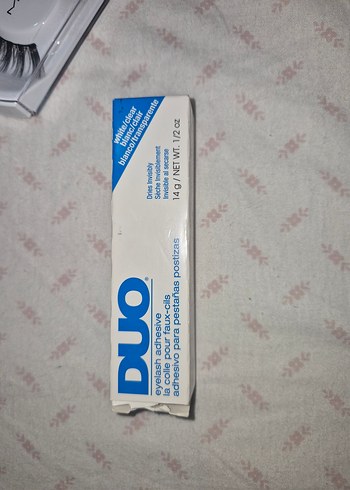 white/clear
blanc/clair
blanco/transparente
Dries Invisibly
Sèche Invisiblement
Invisible al secarse
14 g / NET WT. 1/2 oz
DUO®
eyelash adhesive
la colle pour faux-cils
adhesivo para pestañas postizas